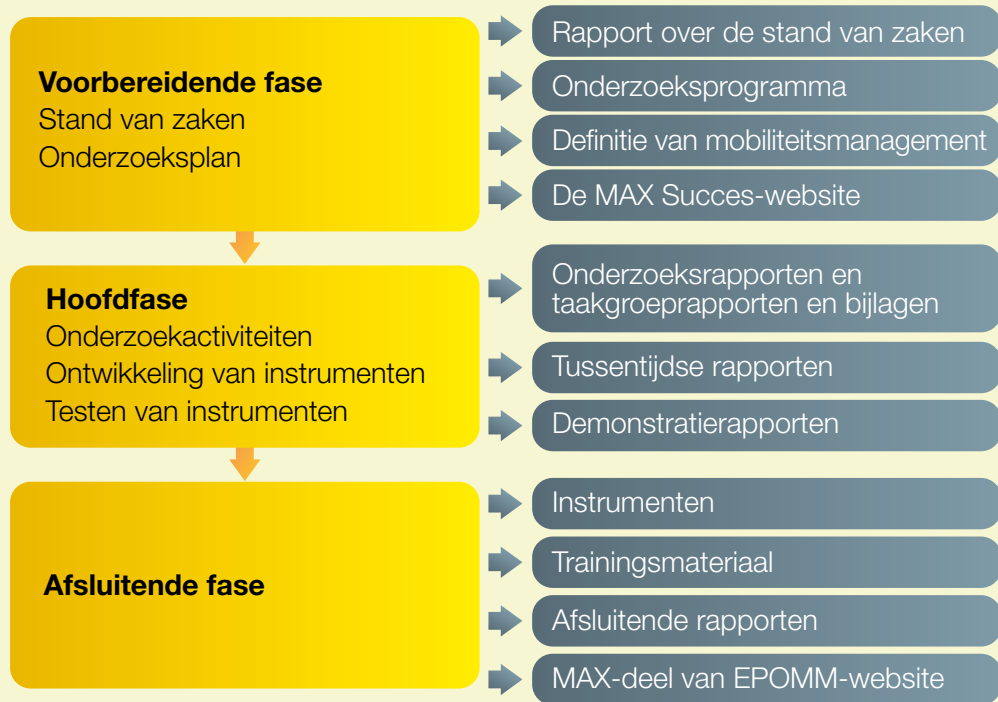 Voorbereidende fase
Stand van zaken
Onderzoeksplan
Rapport over de stand van zaken
Onderzoeksprogramma
Definitie van mobiliteitsmanagement
De MAX Succes-website
Hoofdfase
Onderzoekactiviteiten
Ontwikkeling van instrumenten
Testen van instrumenten
Onderzoeksrapporten en
taakgroeprapporten en bijlagen
Tussentijdse rapporten
Demonstratierapporten
Afsluitende fase
Instrumenten
Trainingsmateriaal
Afsluitende rapporten
MAX-deel van EPOMM-website